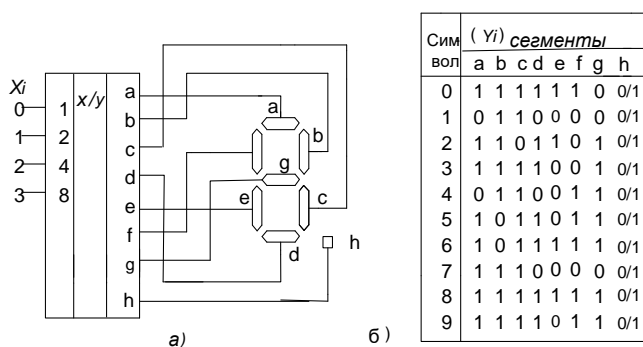 Xi
0 1 x/y a
1 2 b
2 4 c
3 8 d
e
f
g
h
a
b
g
e c
h
d
а)
б)
Сим вол (Yi) сегменты
a b c d e f g h
0 1 1 1 1 1 1 0 0/1
1 0 1 1 0 0 0 0 0/1
2 1 1 0 1 1 0 1 0/1
3 1 1 1 1 0 0 1 0/1
4 0 1 1 0 0 1 1 0/1
5 1 0 1 1 0 1 1 0/1
6 1 0 1 1 1 1 1 0/1
7 1 1 1 0 0 0 0 0/1
8 1 1 1 1 1 1 1 0/1
9 1 1 1 1 0 1 1 0/1